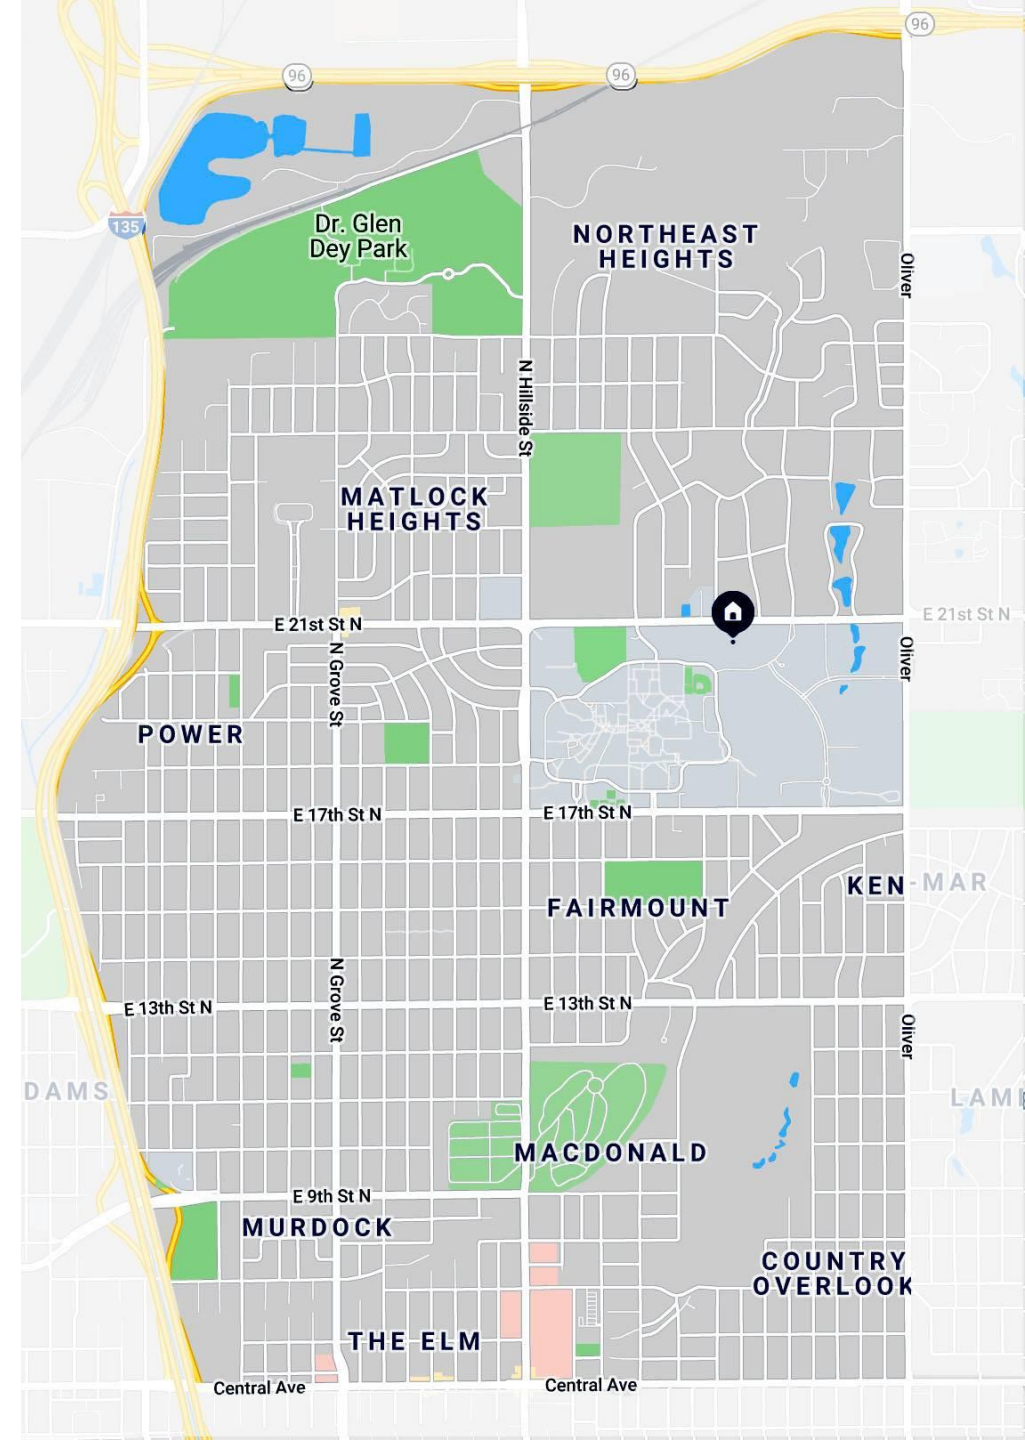 96
96
96
135
Dr. Glen
Dey Park
NORTHEAST
HEIGHTS
Oliver
N Hillside St
MATLOCK
HEIGHTS
E 21st St N
E 21st St N
N Grove St
Oliver
POWER
E 17th St N
E 17th St N
KEN-MAR
FAIRMOUNT
N Grove St
E 13th St N
E 13th St N
Oliver
DAMS
LAM
MACDONALD
E 9th St N
MURDOCK
COUNTRY
OVERLOOK
THE ELM
Central Ave
Central Ave